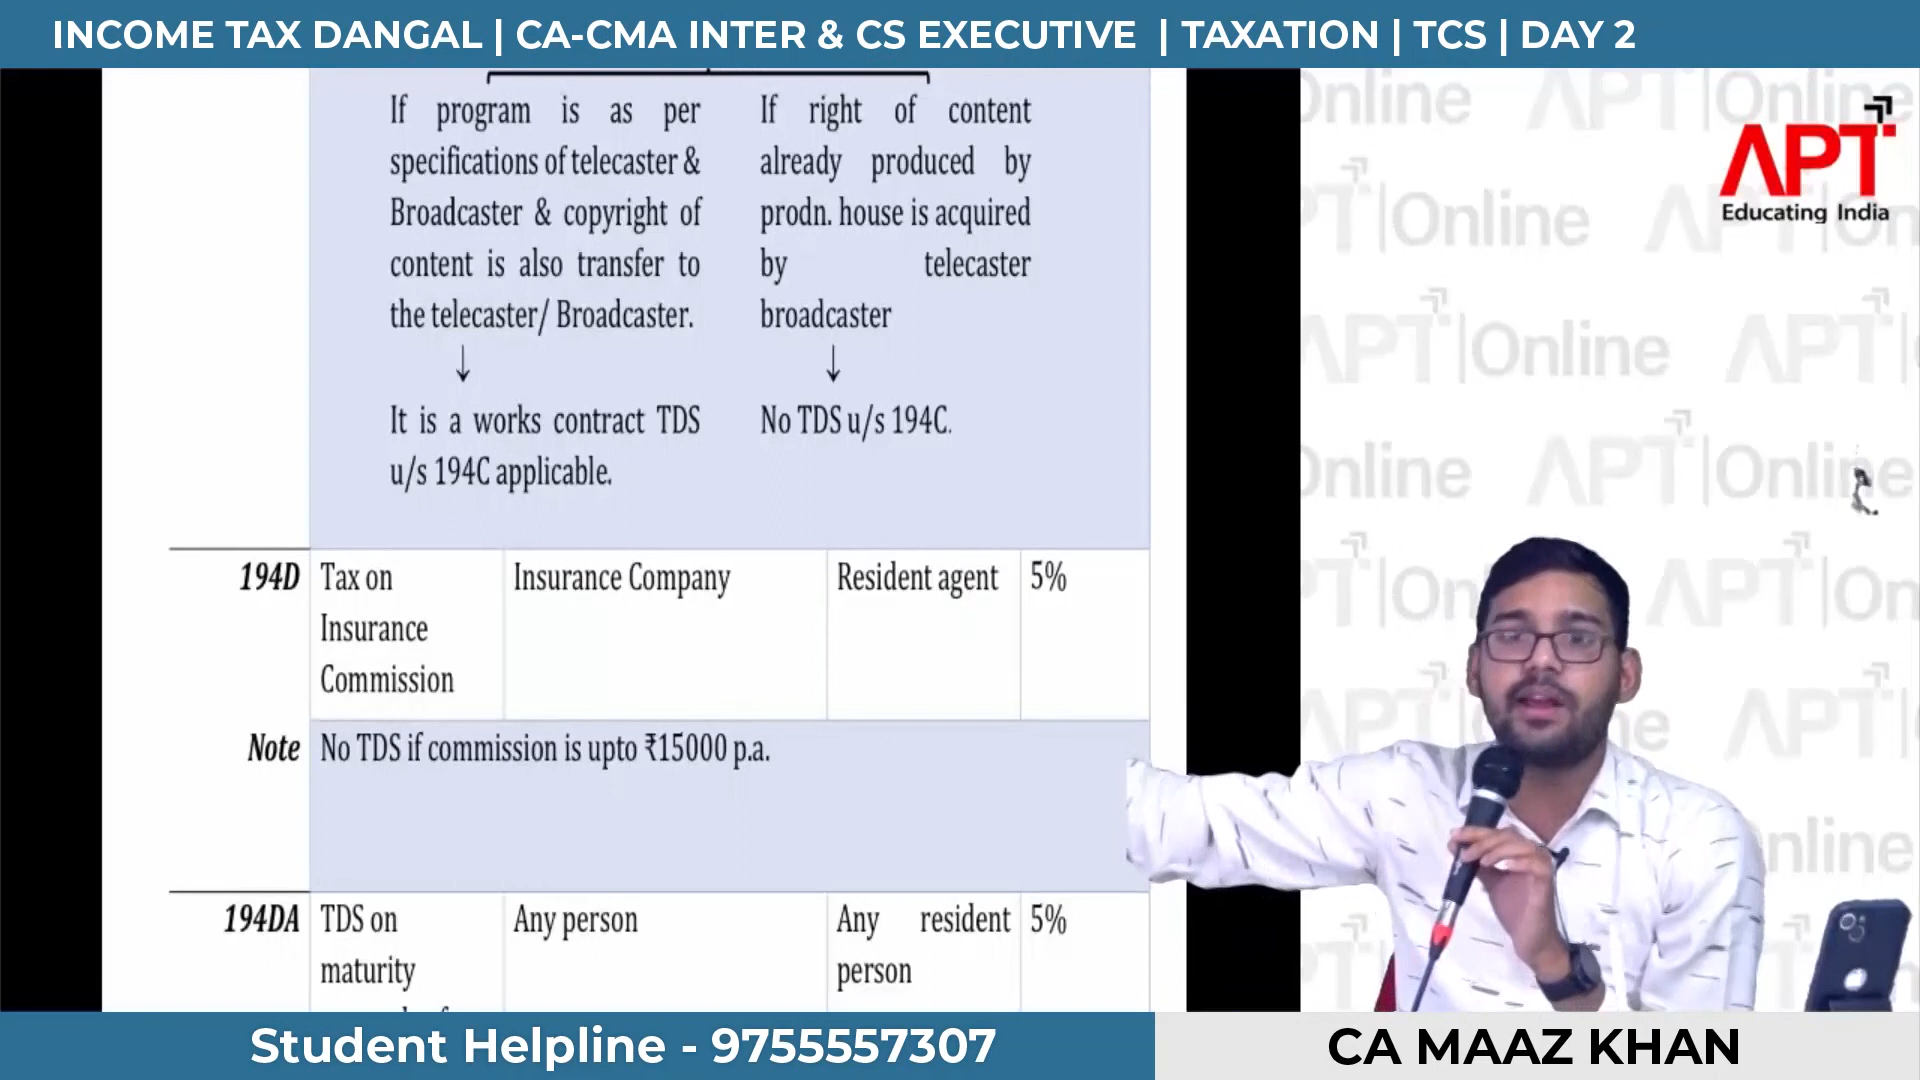 INCOME TAX DANGAL | CA-CMA INTER & CS EXECUTIVE | TAXATION | TCS | DAY 2
If program is as per
specifications of telecaster &
Broadcaster & copyright of
content is also transfer to
the telecaster/ Broadcaster.
↓
It is a works contract TDS
u/s 194C applicable.
If right of content
already produced by
prodn. house is acquired
by telecaster
broadcaster
↓
No TDS u/s 194C.
194D Tax on Insurance Company Resident agent 5%
Insurance
Commission
Note No TDS if commission is upto ₹15000 p.a.
194DA TDS on Any person Any resident 5%
maturity person
APT
Educating India
APT|Online
Student Helpline - 9755557307
CA MAAZ KHAN